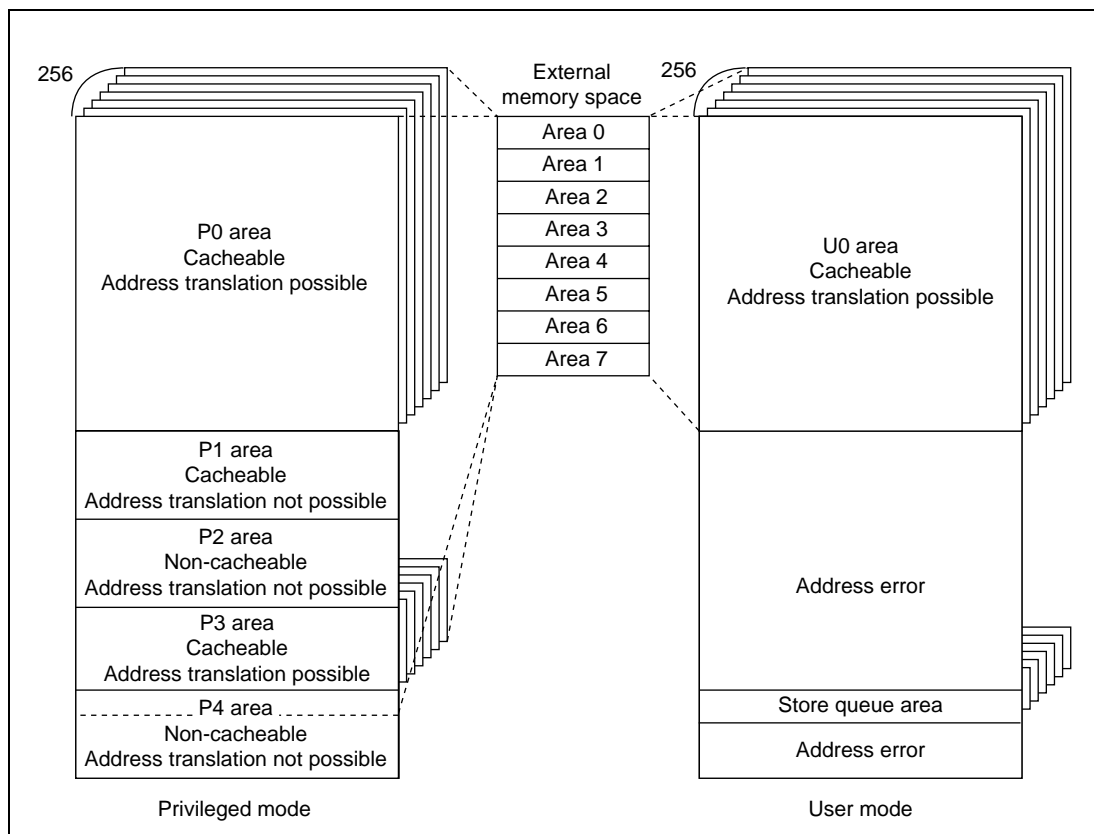 256
External
memory space
256
Area 0
Area 1
Area 2
Area 3
Area 4
Area 5
Area 6
Area 7
P0 area
Cacheable
Address translation possible
U0 area
Cacheable
Address translation possible
P1 area
Cacheable
Address translation not possible
P2 area
Non-cacheable
Address translation not possible
P3 area
Cacheable
Address translation possible
P4 area
Non-cacheable
Address translation not possible
Address error
Store queue area
Address error
Privileged mode
User mode